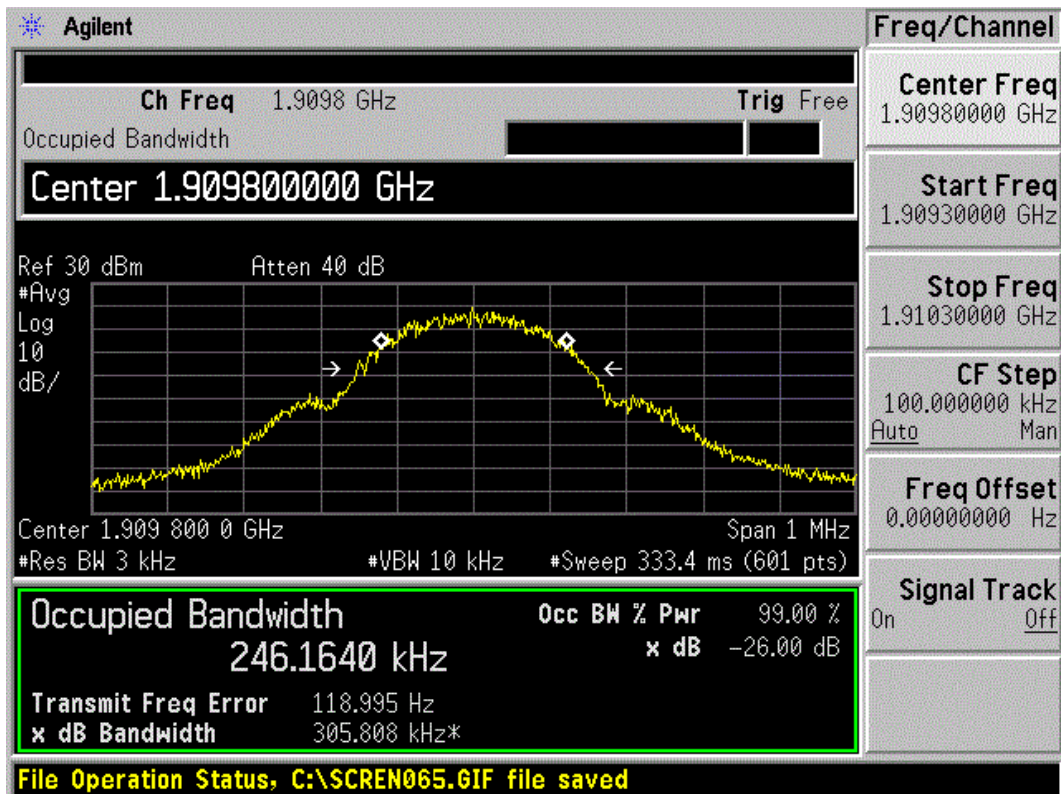 Agilent
Freq/Channel
Ch Freq 1.9098 GHz
Trig Free
Occupied Bandwidth
Center 1.909800000 GHz
Ref 30 dBm Atten 40 dB
#Avg
Log
10
dB/
Center 1.909 800 0 GHz Span 1 MHz
#Res BW 3 kHz #VBW 10 kHz #Sweep 333.4 ms (601 pts)
Occupied Bandwidth
246.1640 kHz
Occ BW % Pwr 99.00 %
x dB -26.00 dB
Transmit Freq Error 118.995 Hz
x dB Bandwidth 305.808 kHz*
File Operation Status, C:\SCREN065.GIF file saved
Center Freq
1.90980000 GHz
Start Freq
1.90930000 GHz
Stop Freq
1.91030000 GHz
CF Step
100.000000 kHz
Auto Man
Freq Offset
0.00000000 Hz
Signal Track
On Off